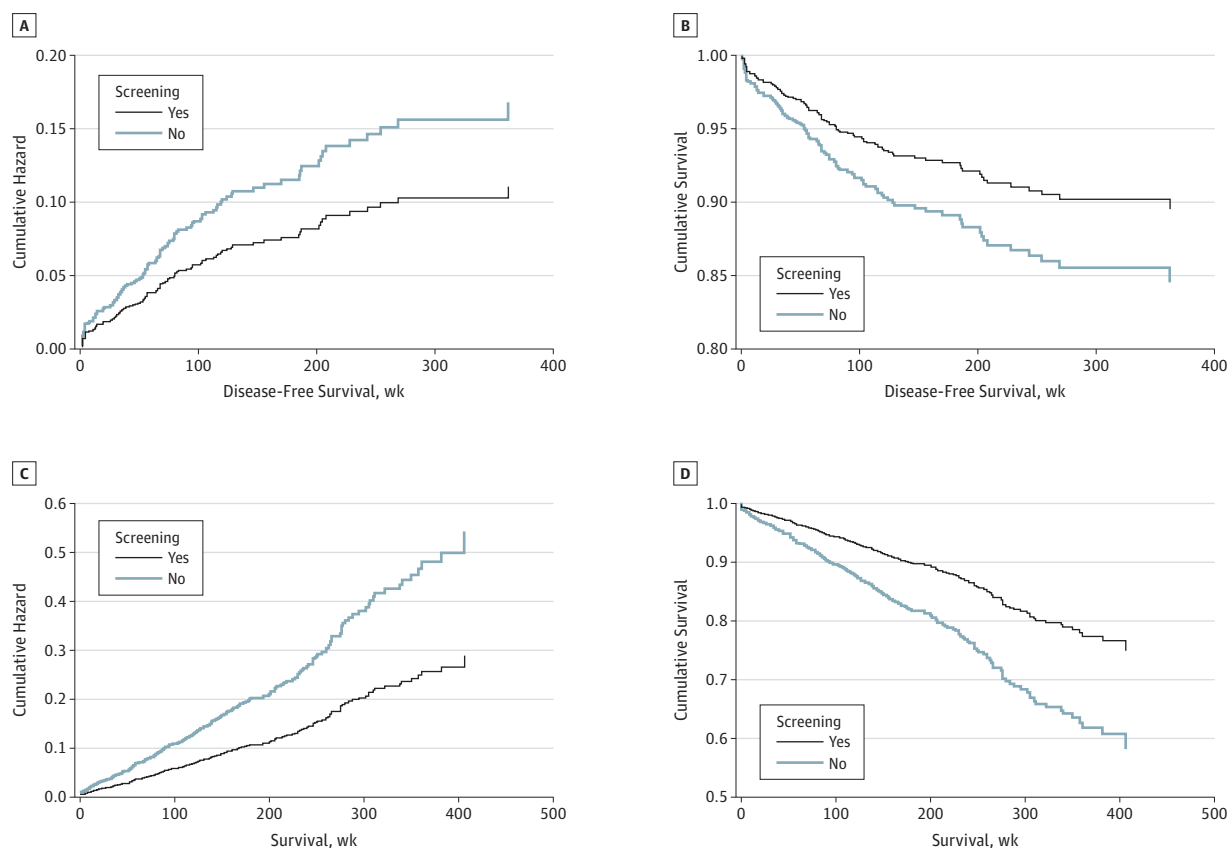 A
0.20
0.15
0.10
0.05
0.00
Cumulative Hazard
Screening
Yes
No
0 100 200 300 400
Disease-Free Survival, wk
B
1.00
0.95
0.90
0.85
0.80
Cumulative Survival
Screening
Yes
No
0 100 200 300 400
Disease-Free Survival, wk
C
0.6
0.5
0.4
0.3
0.2
0.1
0.0
Cumulative Hazard
Screening
Yes
No
0 100 200 300 400 500
Survival, wk
D
1.0
0.9
0.8
0.7
0.6
0.5
Cumulative Survival
Screening
Yes
No
0 100 200 300 400 500
Survival, wk